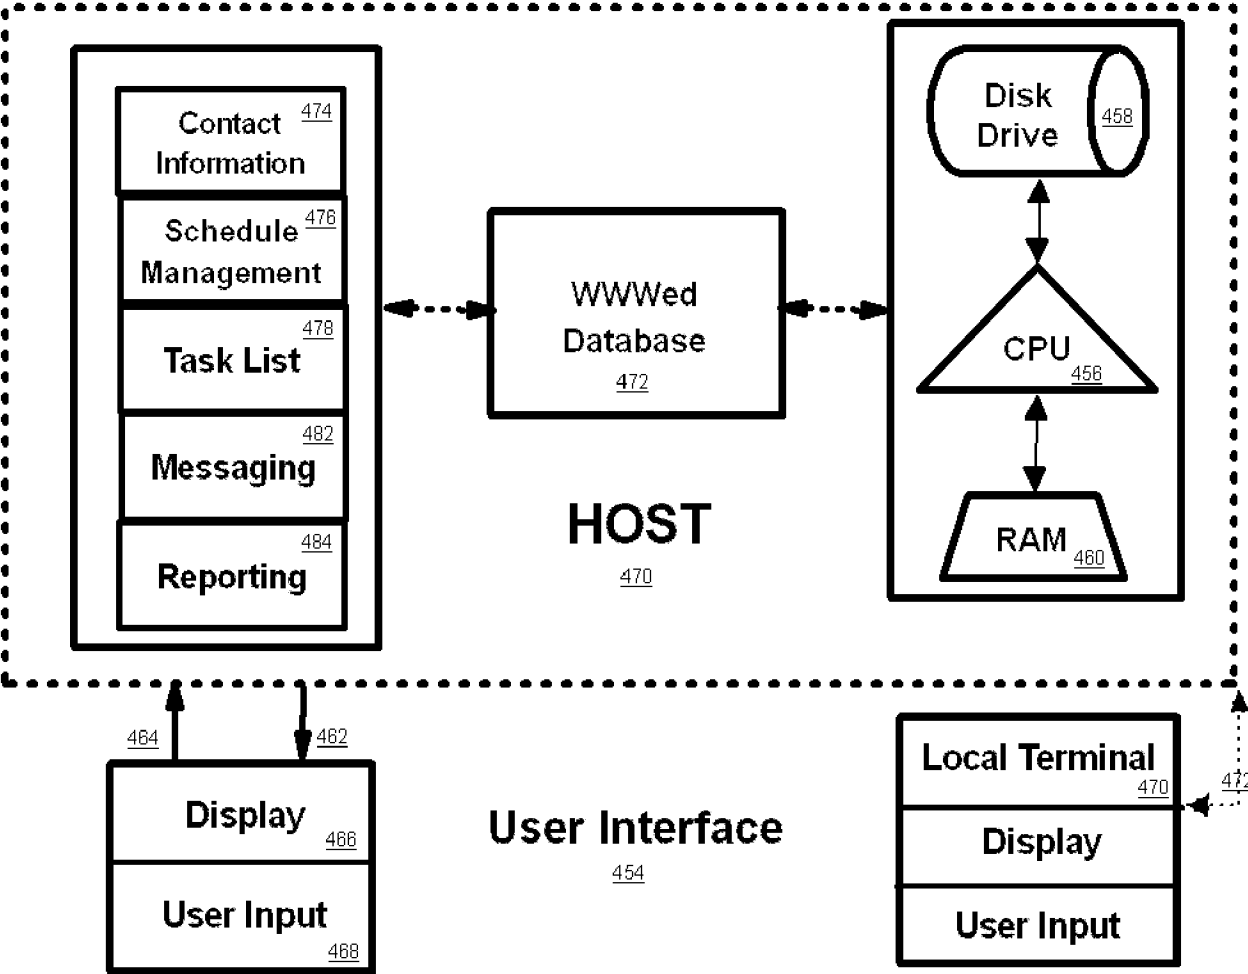 474
Contact
Information
476
Schedule
Management
478
Task List
482
Messaging
484
Reporting
WWWed
Database
472
HOST
470
Disk
Drive
458
CPU
456
RAM
460
464
462
Display
466
User Input
468
User Interface
454
Local Terminal
470
472
Display
User Input